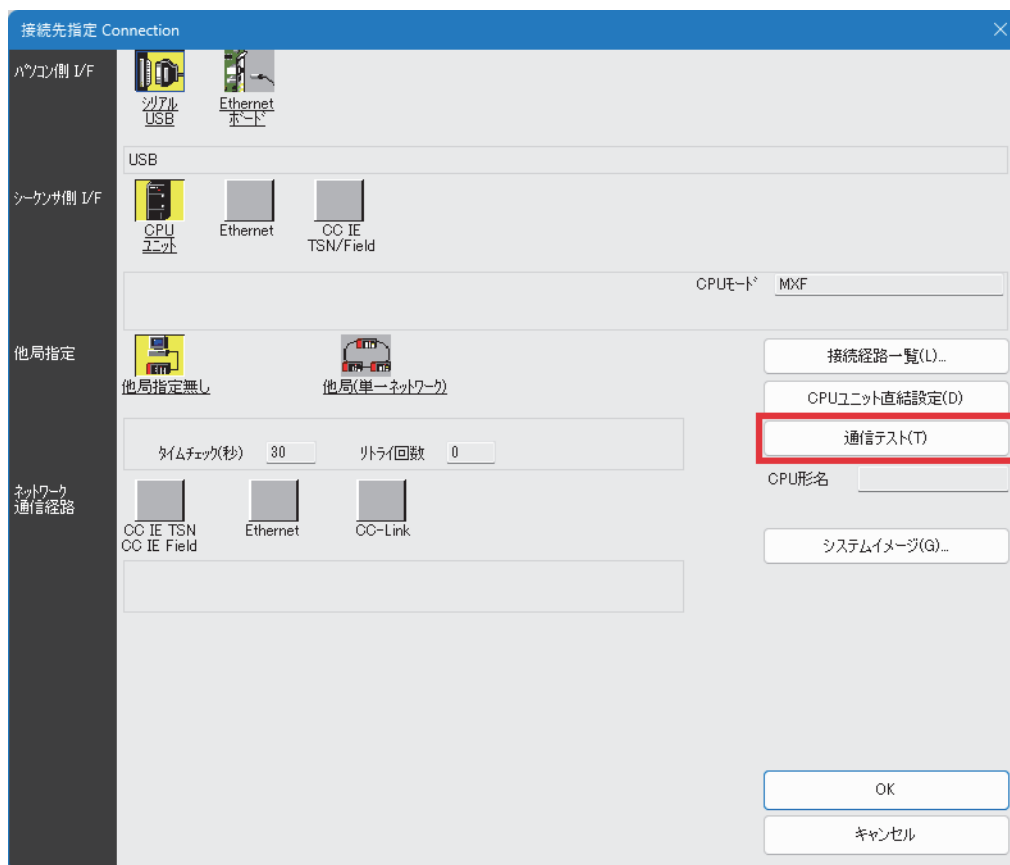 接続先指定 Connection
パソコン側 I/F
シリアル
USB
Ethernet
ボード
USB
シーケンサ側 I/F
CPU
ユニット
Ethernet
CC IE
TSN/Field
CPUモード MXF
他局指定
他局指定無し
他局(単一ネットワーク)
接続経路一覧(L)...
CPUユニット直結設定(D)
タイムチェック(秒) 30 リトライ回数 0
通信テスト(T)
CPU形名
ネットワーク
通信経路
CC IE TSN
CC IE Field
Ethernet
CC-Link
システムイメージ(G)...
OK
キャンセル